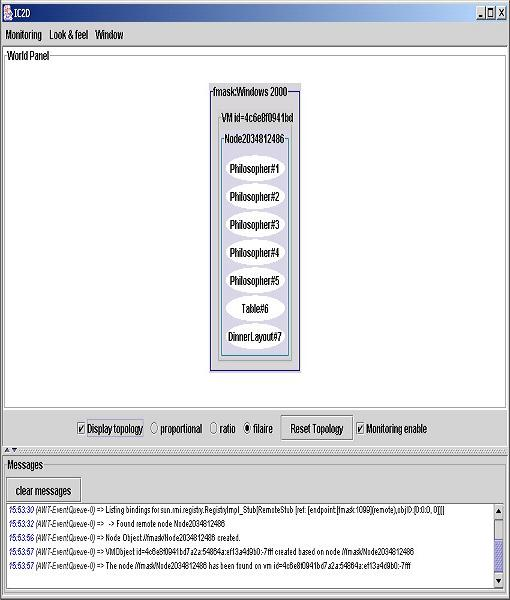 IC2D
Monitoring Look & feel Window
World Panel
fmask:Windows 2000
VM id=4c6e8f0941bd
Node2034812486
Philosopher#1
Philosopher#2
Philosopher#3
Philosopher#4
Philosopher#5
Table#6
DinnerLayout#7
Display topology proportional ratio filaire Reset Topology Monitoring enable
Messages
clear messages
15:53:30 (AWT-EventQueue-0) => Listing bindings for sun.rmi.registry.RegistryImpl_Stub[RemoteStub [ref: [endpoint:[fmask:1099](remote),objID:[0:0:0, 0]]]]
15:53:32 (AWT-EventQueue-0) => -> Found remote node Node2034812486
15:53:56 (AWT-EventQueue-0) => Node Object //fmask/Node2034812486 created.
15:53:57 (AWT-EventQueue-0) => VMObject id=4c6e8f0941bd7a2a:54864a:ef13a4d9b0:-7fff created based on node //fmask/Node2034812486
15:53:57 (AWT-EventQueue-0) => The node //fmask/Node2034812486 has been found on vm id=4c6e8f0941bd7a2a:54864a:ef13a4d9b0:-7fff